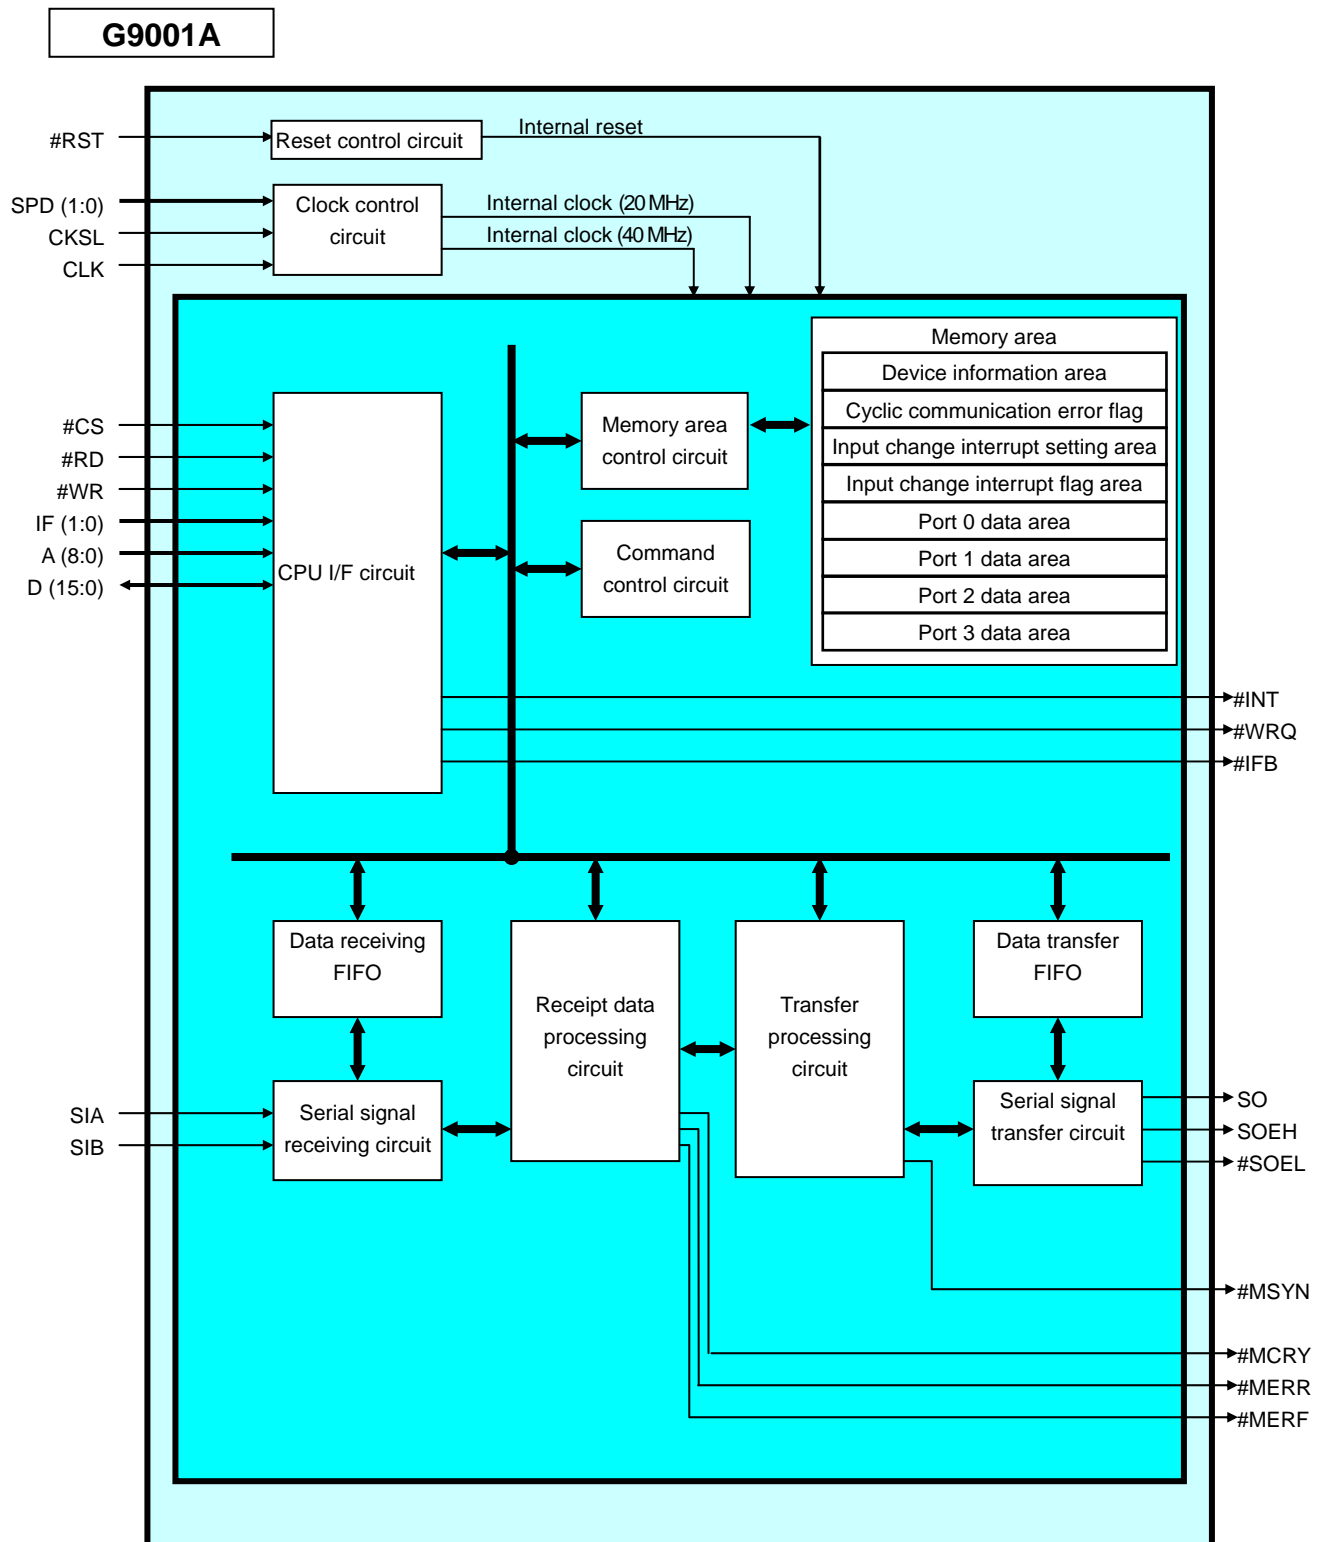 G9001A
#RST
Reset control circuit
Internal reset
SPD (1:0)
CKSL
CLK
Clock control
circuit
Internal clock (20 MHz)
Internal clock (40 MHz)
Memory area
Device information area
Cyclic communication error flag
Input change interrupt setting area
Input change interrupt flag area
Port 0 data area
Port 1 data area
Port 2 data area
Port 3 data area
#CS
#RD
#WR
IF (1:0)
A (8:0)
D (15:0)
CPU I/F circuit
Memory area
control circuit
Command
control circuit
#INT
#WRQ
#IFB
Data receiving
FIFO
Receipt data
processing
circuit
Transfer
processing
circuit
Data transfer
FIFO
SIA
SIB
Serial signal
receiving circuit
Serial signal
transfer circuit
SO
SOEH
#SOEL
#MSYN
#MCRY
#MERR
#MERF